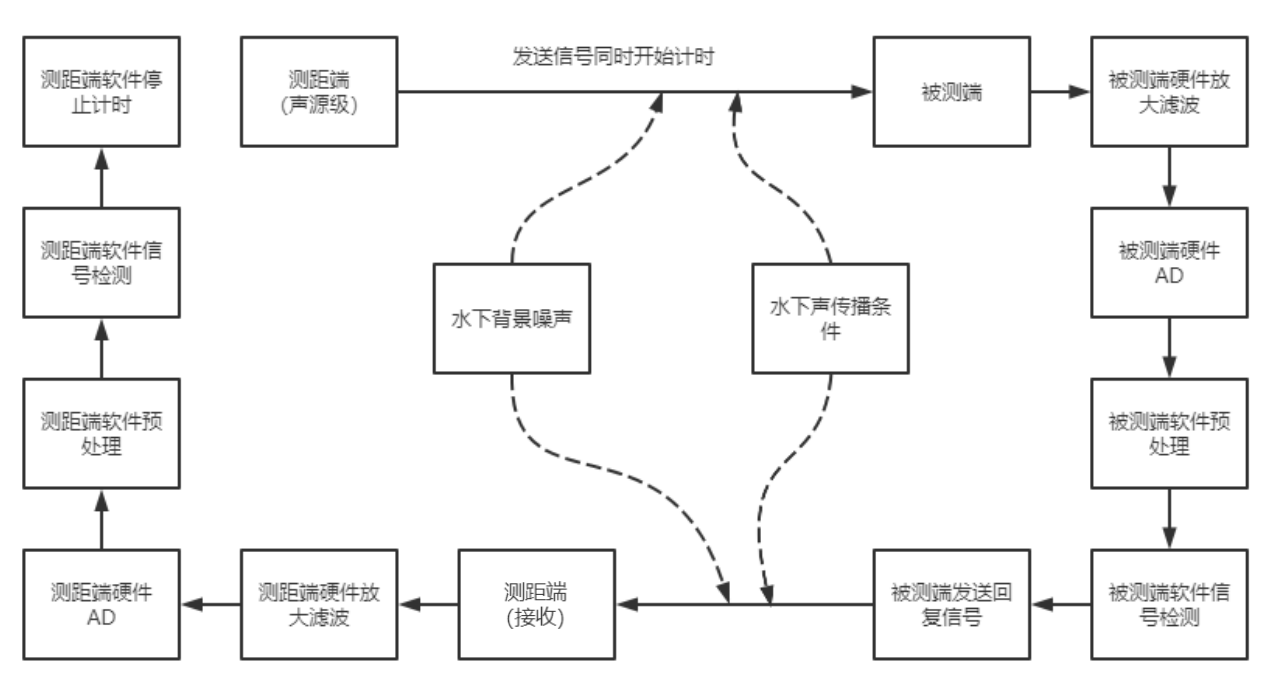 测距端软件停
止计时
测距端
(声源级)
发送信号同时开始计时
被测端
被测端硬件放
大滤波
测距端软件信
号检测
水下背景噪声
水下声传播条
件
被测端硬件
AD
测距端软件预
处理
被测端软件预
处理
测距端硬件
AD
测距端硬件放
大滤波
测距端
(接收)
被测端发送回
复信号
被测端软件信
号检测